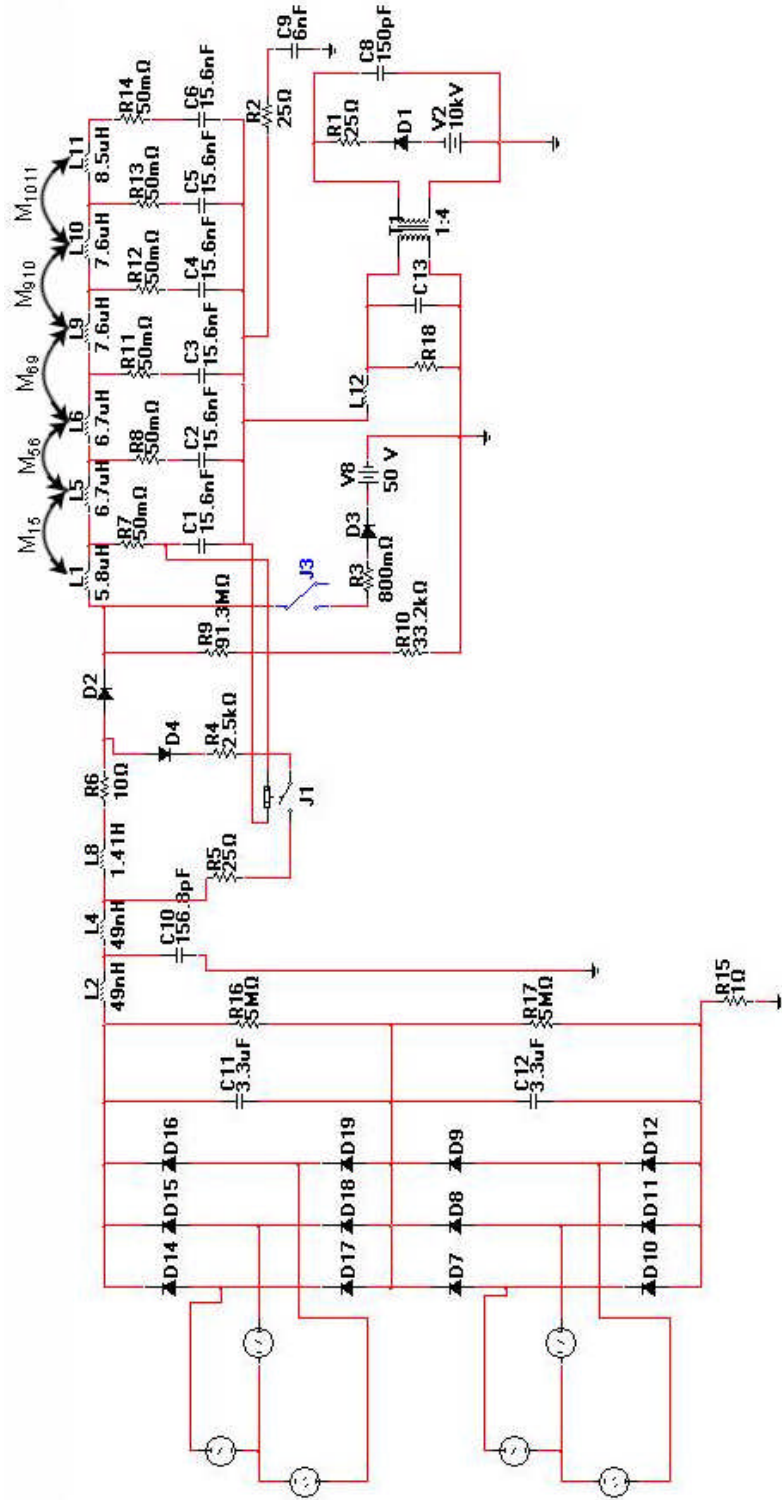 M15
M56
M69
M910
M1011
L2
49nH
L4
49nH
L8
1.41H
R6
10Ω
D2
L1
5.8uH
L5
6.7uH
L6
6.7uH
L9
7.6uH
L10
7.6uH
L11
8.5uH
R7
50mΩ
R8
50mΩ
R11
50mΩ
R12
50mΩ
R13
50mΩ
R14
50mΩ
C1
15.6nF
C2
15.6nF
C3
15.6nF
C4
15.6nF
C5
15.6nF
C6
15.6nF
D14
D15
D16
C11
3.3uF
R16
5MΩ
C10
156.8pF
R5
25Ω
D4
R4
2.5kΩ
J1
R9
91.3MΩ
J3
R2
25Ω
C9
6nF
D17
D18
D19
D7
D8
D9
R3
800mΩ
D3
V8
50 V
L12
R10
33.2kΩ
R18
C13
T1
1:4
R1
25Ω
D1
V2
10kV
C8
150pF
C12
3.3uF
R17
5MΩ
D10
D11
D12
R15
1Ω